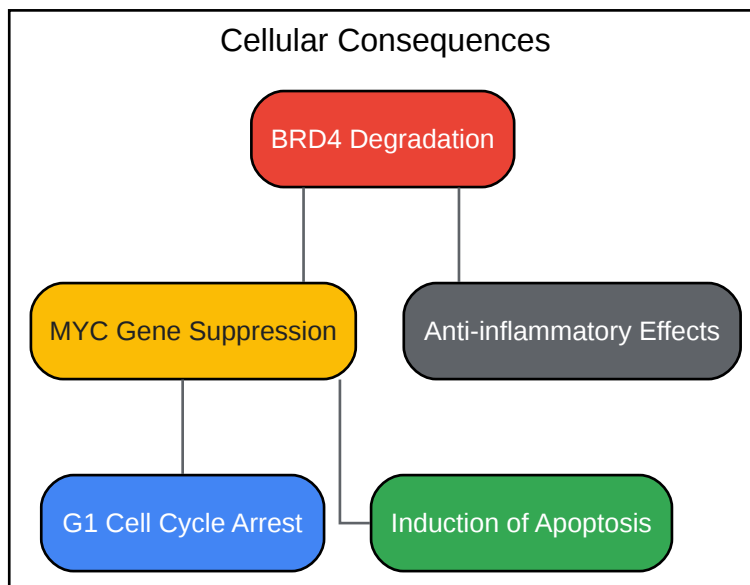 Cellular Consequences
BRD4 Degradation
MYC Gene Suppression
Anti-inflammatory Effects
G1 Cell Cycle Arrest
Induction of Apoptosis